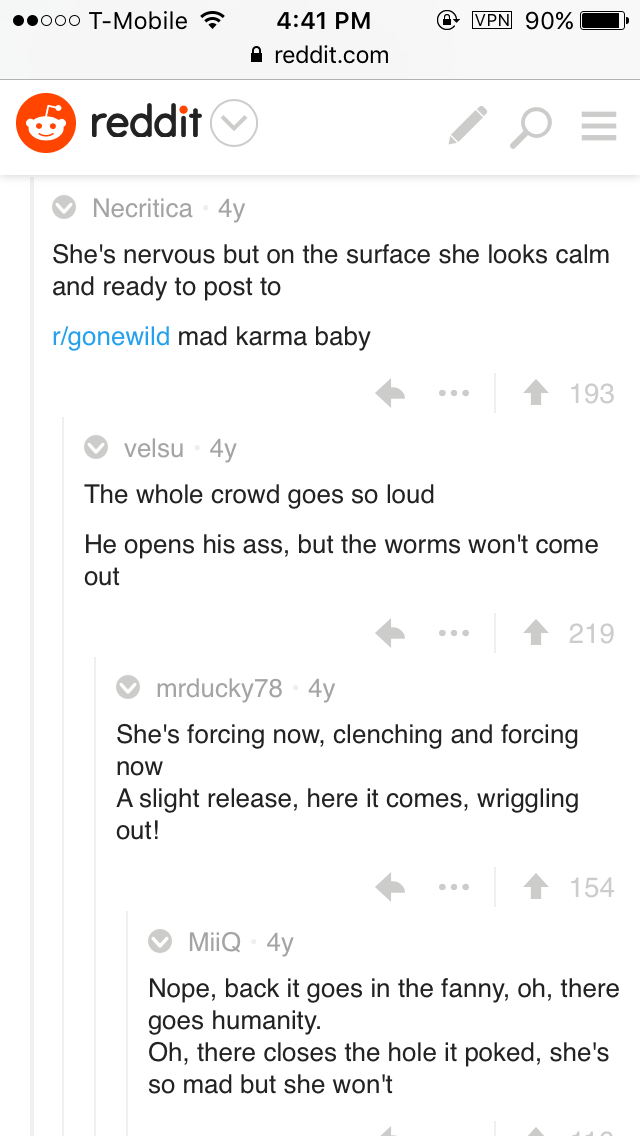 T-Mobile 4:41 PM VPN 90%
reddit.com
reddit
Necritica · 4y
She's nervous but on the surface she looks calm
and ready to post to
r/gonewild mad karma baby
193
velsu · 4y
The whole crowd goes so loud
He opens his ass, but the worms won't come
out
219
mrducky78 · 4y
She's forcing now, clenching and forcing
now
A slight release, here it comes, wriggling
out!
154
MiiQ · 4y
Nope, back it goes in the fanny, oh, there
goes humanity.
Oh, there closes the hole it poked, she's
so mad but she won't